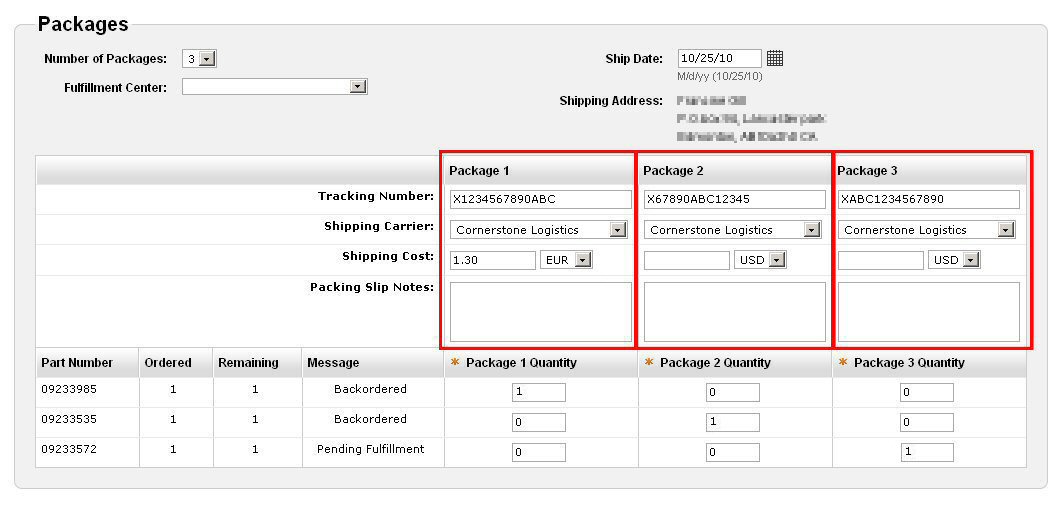 Packages
Number of Packages: 3
Ship Date: 10/25/10
M/d/yy (10/25/10)
Fulfillment Center:
Shipping Address:
Package 1 Package 2 Package 3
Tracking Number: X1234567890ABC X67890ABC12345 XABC1234567890
Shipping Carrier: Cornerstone Logistics Cornerstone Logistics Cornerstone Logistics
Shipping Cost: 1.30 EUR USD USD
Packing Slip Notes:
Part Number Ordered Remaining Message * Package 1 Quantity * Package 2 Quantity * Package 3 Quantity
09233985 1 1 Backordered 1 0 0
09233535 1 1 Backordered 0 1 0
09233572 1 1 Pending Fulfillment 0 0 1